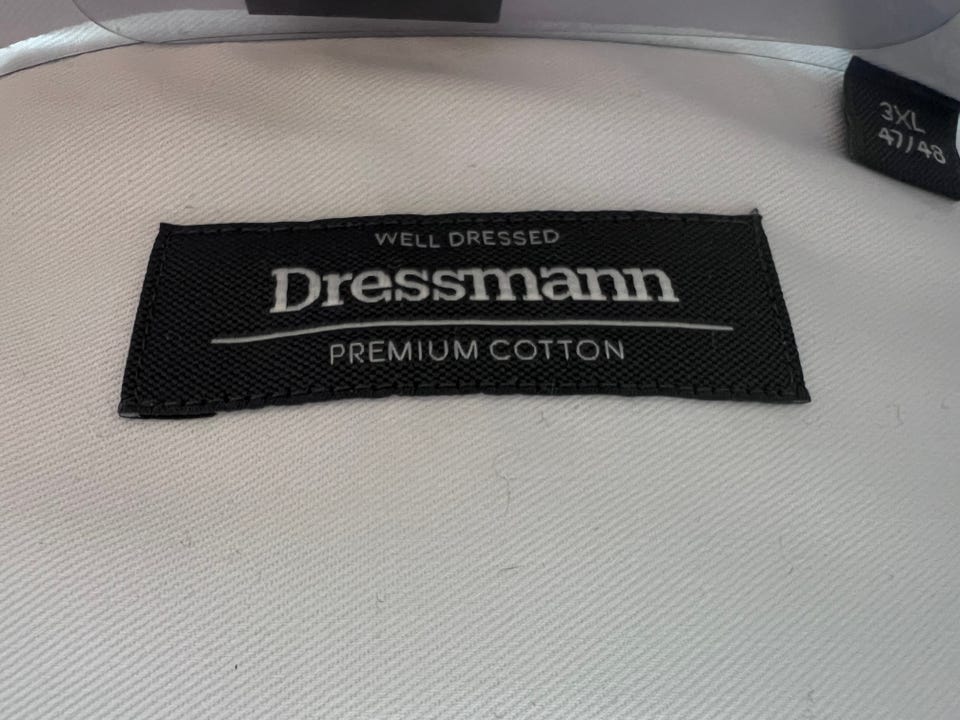 3XL
47/48
WELL DRESSED
Dressmann
PREMIUM COTTON